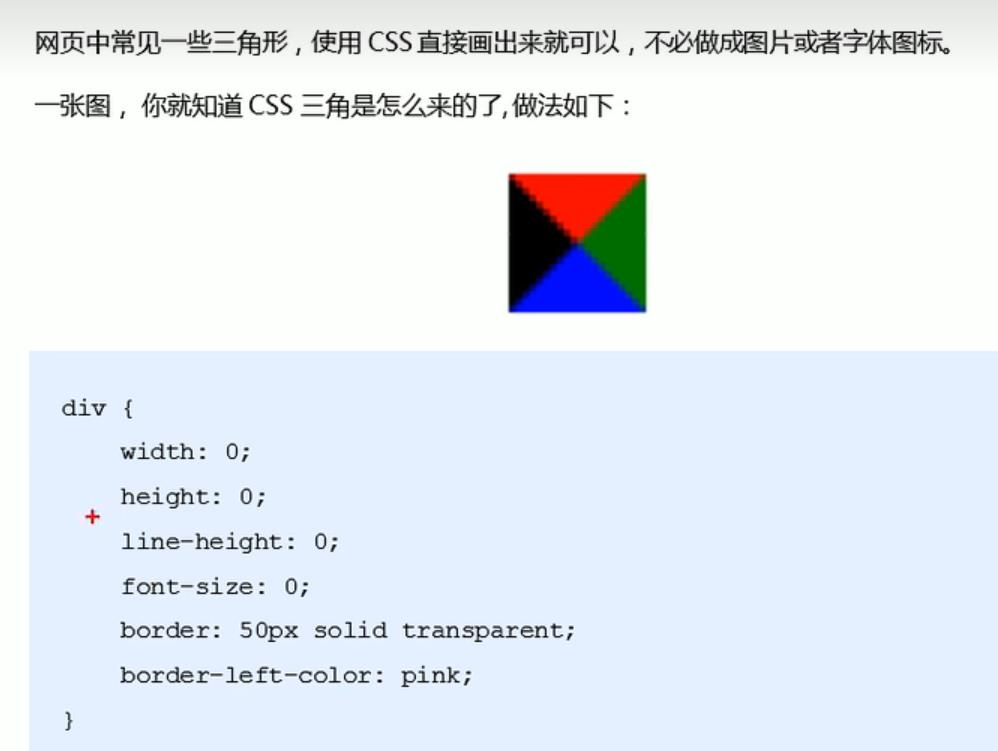 网页中常见一些三角形，使用 CSS 直接画出来就可以，不必做成图片或者字体图标。
一张图， 你就知道 CSS 三角是怎么来的了, 做法如下：
div {
    width: 0;
    height: 0;
    line-height: 0;
    font-size: 0;
    border: 50px solid transparent;
    border-left-color: pink;
}